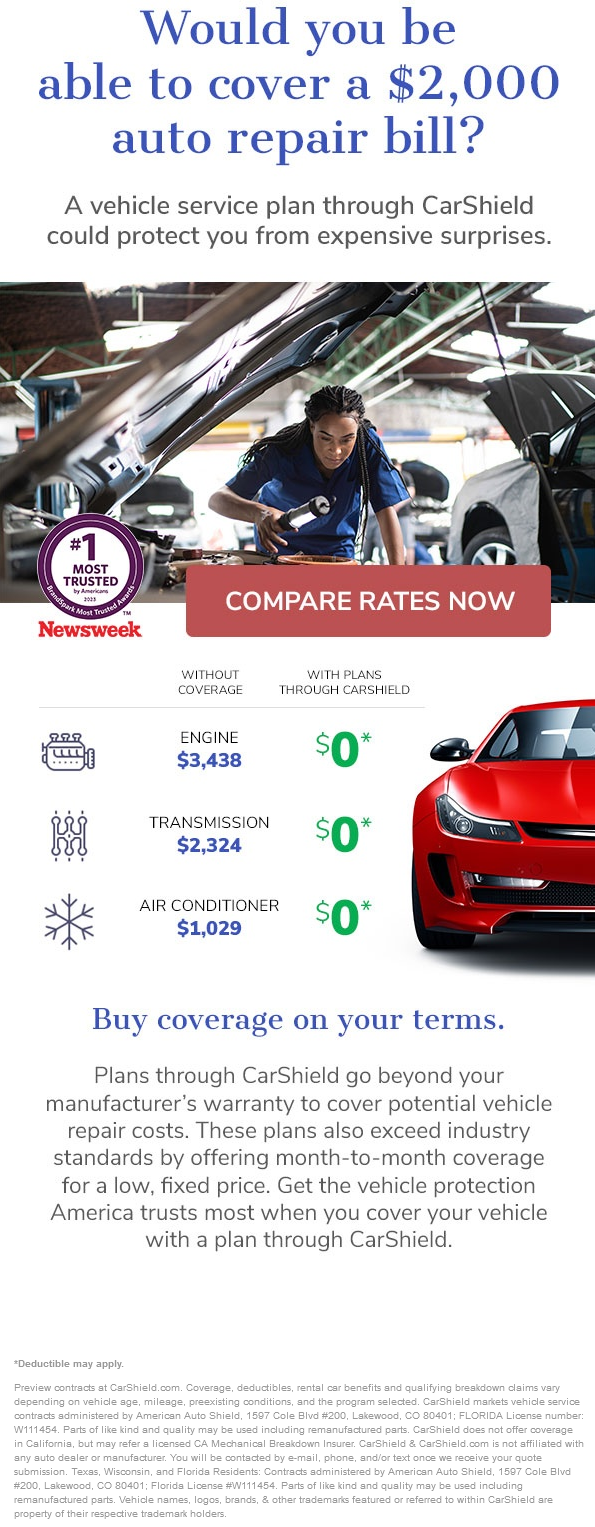 Would you be
able to cover a $2,000
auto repair bill?
A vehicle service plan through CarShield
could protect you from expensive surprises.
#1
MOST
TRUSTED
by Americans
2023
BrandSpark Most Trusted Awards
™
Newsweek
COMPARE RATES NOW
WITHOUT
COVERAGE
WITH PLANS
THROUGH CARSHIELD
ENGINE
$3,438
$0*
TRANSMISSION
$2,324
$0*
AIR CONDITIONER
$1,029
$0*
Buy coverage on your terms.
Plans through CarShield go beyond your
manufacturer’s warranty to cover potential vehicle
repair costs. These plans also exceed industry
standards by offering month-to-month coverage
for a low, fixed price. Get the vehicle protection
America trusts most when you cover your vehicle
with a plan through CarShield.
*Deductible may apply.
Preview contracts at CarShield.com. Coverage, deductibles, rental car benefits and qualifying breakdown claims vary
depending on vehicle age, mileage, preexisting conditions, and the program selected. CarShield markets vehicle service
contracts administered by American Auto Shield, 1597 Cole Blvd #200, Lakewood, CO 80401; FLORIDA License number:
W111454. Parts of like kind and quality may be used including remanufactured parts. CarShield does not offer coverage
in California, but may refer a licensed CA Mechanical Breakdown Insurer. CarShield & CarShield.com is not affiliated with
any auto dealer or manufacturer. You will be contacted by e-mail, phone, and/or text once we receive your quote
submission. Texas, Wisconsin, and Florida Residents: Contracts administered by American Auto Shield, 1597 Cole Blvd
#200, Lakewood, CO 80401; Florida License #W111454. Parts of like kind and quality may be used including
remanufactured parts. Vehicle names, logos, brands, & other trademarks featured or referred to within CarShield are
property of their respective trademark holders.